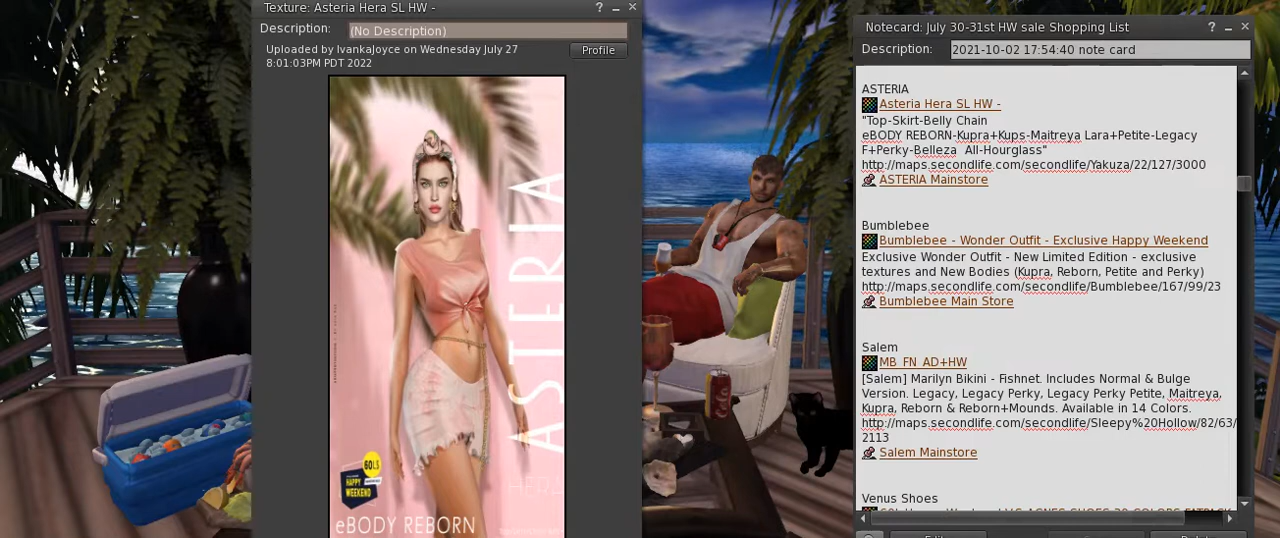 Texture: Asteria Hera SL HW -
Description: (No Description)
Uploaded by IvankaJoyce on Wednesday July 27
8:01:03PM PDT 2022
Profile
ASTERIA
60L$
HAPPY
WEEKEND
HERA
eBODY REBORN
Notecard: July 30-31st HW sale Shopping List
Description: 2021-10-02 17:54:40 note card
ASTERIA
Asteria Hera SL HW -
"Top-Skirt-Belly Chain
eBODY REBORN-Kupra+Kups-Maitreya Lara+Petite-Legacy
F+Perky-Belleza  All-Hourglass"
http://maps.secondlife.com/secondlife/Yakuza/22/127/3000
ASTERIA Mainstore
Bumblebee
Bumblebee - Wonder Outfit - Exclusive Happy Weekend
Exclusive Wonder Outfit - New Limited Edition - exclusive
textures and New Bodies (Kupra, Reborn, Petite and Perky)
http://maps.secondlife.com/secondlife/Bumblebee/167/99/23
Bumblebee Main Store
Salem
MB_FN_AD+HW
[Salem] Marilyn Bikini - Fishnet. Includes Normal & Bulge
Version. Legacy, Legacy Perky, Legacy Perky Petite, Maitreya,
Kupra, Reborn & Reborn+Mounds. Available in 14 Colors.
http://maps.secondlife.com/secondlife/Sleepy%20Hollow/82/63/
2113
Salem Mainstore
Venus Shoes